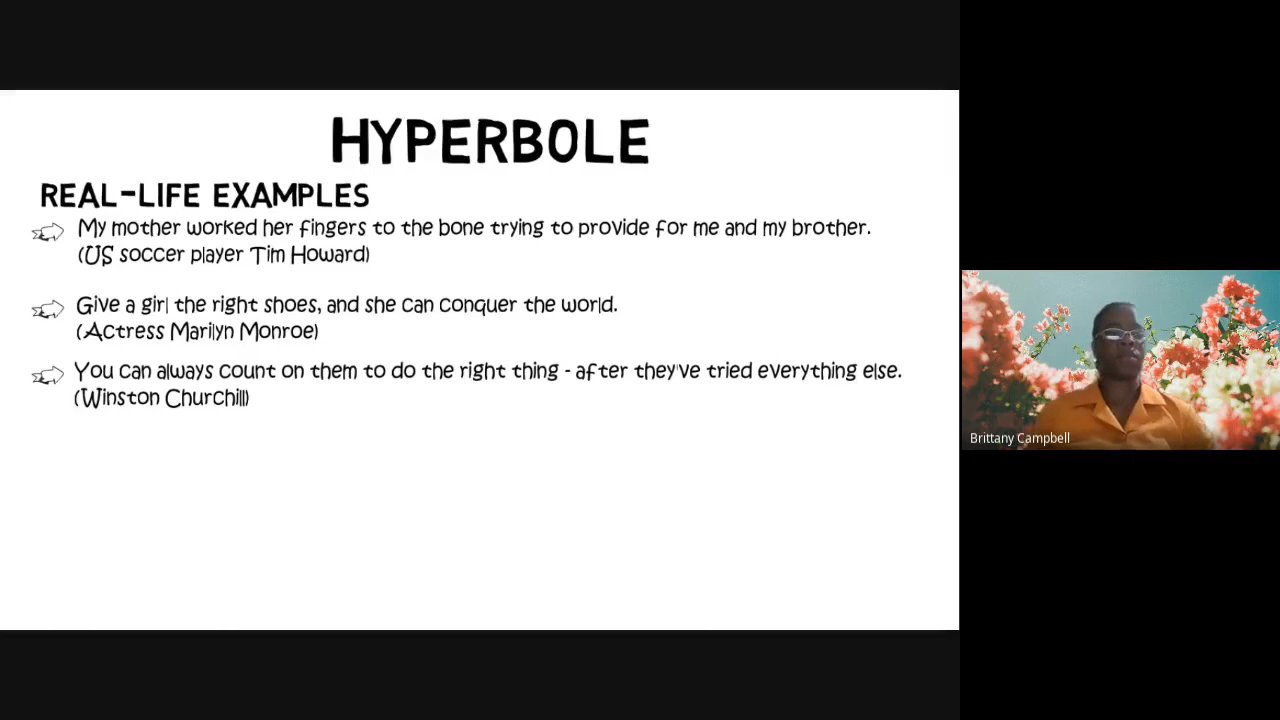 HYPERBOLE
REAL-LIFE EXAMPLES
My mother worked her fingers to the bone trying to provide for me and my brother.
(US soccer player Tim Howard)
Give a girl the right shoes, and she can conquer the world.
(Actress Marilyn Monroe)
You can always count on them to do the right thing - after they've tried everything else.
(Winston Churchill)
Brittany Campbell